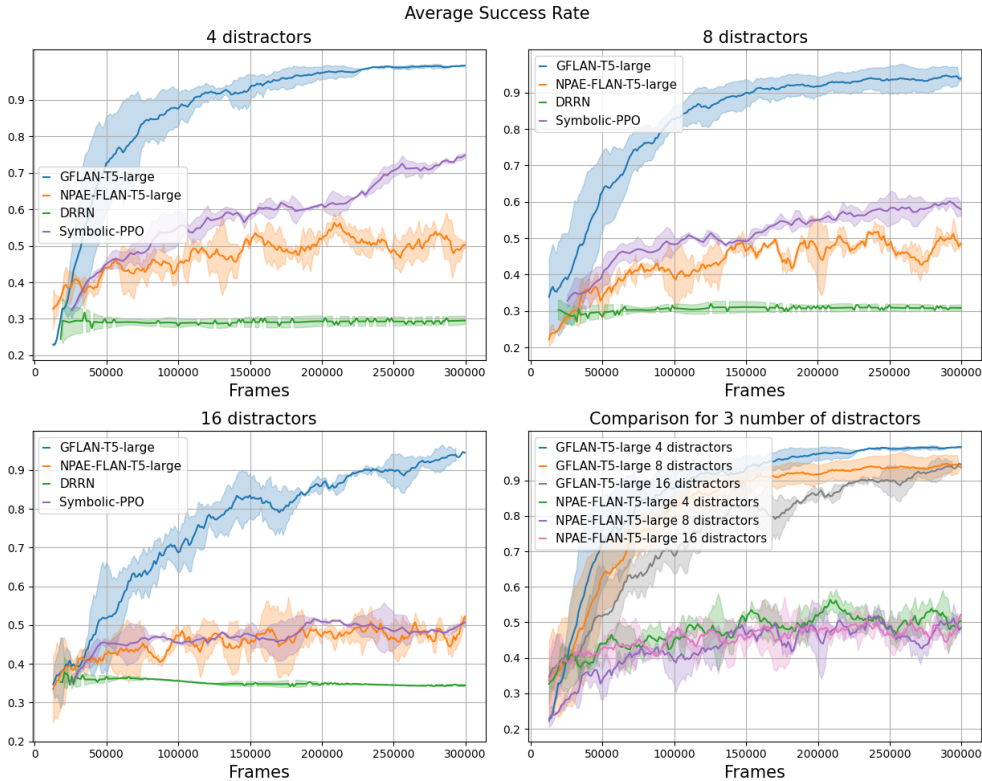 Average Success Rate
4 distractors
0.9
0.8
0.7
0.6
0.5
0.4
0.3
0.2
GFLAN-T5-large
NPAE-FLAN-T5-large
DRRN
Symbolic-PPO
0
50000
100000
150000
200000
250000
300000
Frames
8 distractors
0.9
0.8
0.7
0.6
0.5
0.4
0.3
0.2
GFLAN-T5-large
NPAE-FLAN-T5-large
DRRN
Symbolic-PPO
0
50000
100000
150000
200000
250000
300000
Frames
16 distractors
0.9
0.8
0.7
0.6
0.5
0.4
0.3
0.2
GFLAN-T5-large
NPAE-FLAN-T5-large
DRRN
Symbolic-PPO
0
50000
100000
150000
200000
250000
300000
Frames
Comparison for 3 number of distractors
0.9
0.8
0.7
0.6
0.5
0.4
0.3
0.2
GFLAN-T5-large 4 distractors
GFLAN-T5-large 8 distractors
GFLAN-T5-large 16 distractors
NPAE-FLAN-T5-large 4 distractors
NPAE-FLAN-T5-large 8 distractors
NPAE-FLAN-T5-large 16 distractors
0
50000
100000
150000
200000
250000
300000
Frames